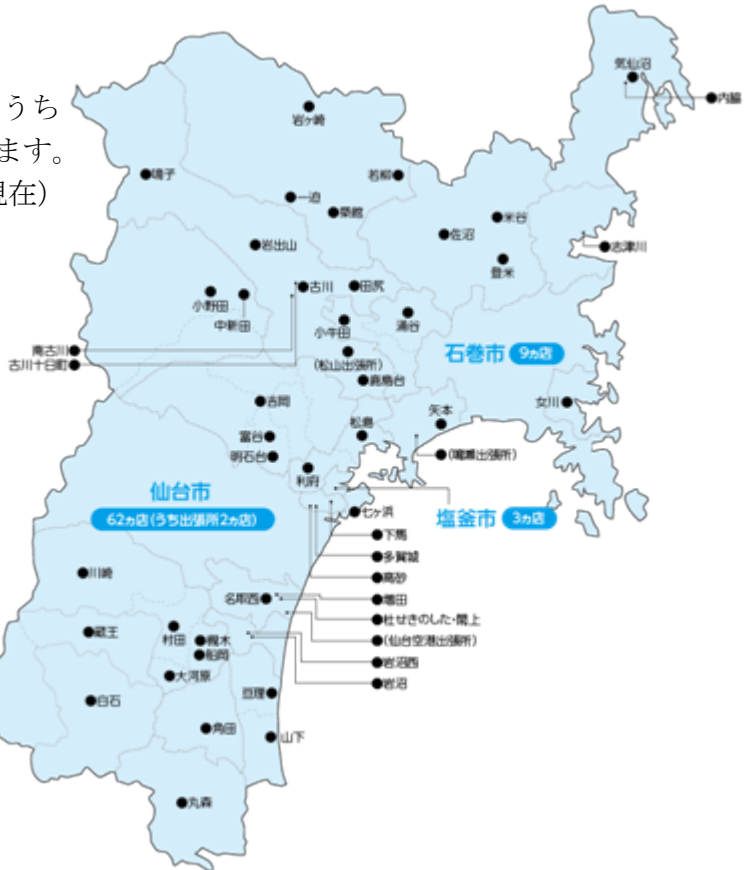 うち
ます。
現在）
気仙沼
内脇
岩ヶ崎
鳴子
若柳
一迫
築館
米谷
佐沼
岩出山
登米
志津川
古川
田尻
小野田
中新田
涌谷
小牛田
南古川
古川十日町
(松山出張所)
石巻市 9ヵ店
鹿島台
女川
吉岡
矢本
松島
富谷
明石台
(鳴瀬出張所)
利府
仙台市
62ヵ店(うち出張所2ヵ店)
七ヶ浜
塩釜市 3ヵ店
下馬
多賀城
高砂
川崎
名取西
増田
杜せきのした・閖上
蔵王
村田
槻木
(仙台空港出張所)
船岡
岩沼西
大河原
岩沼
白石
亘理
角田
山下
丸森